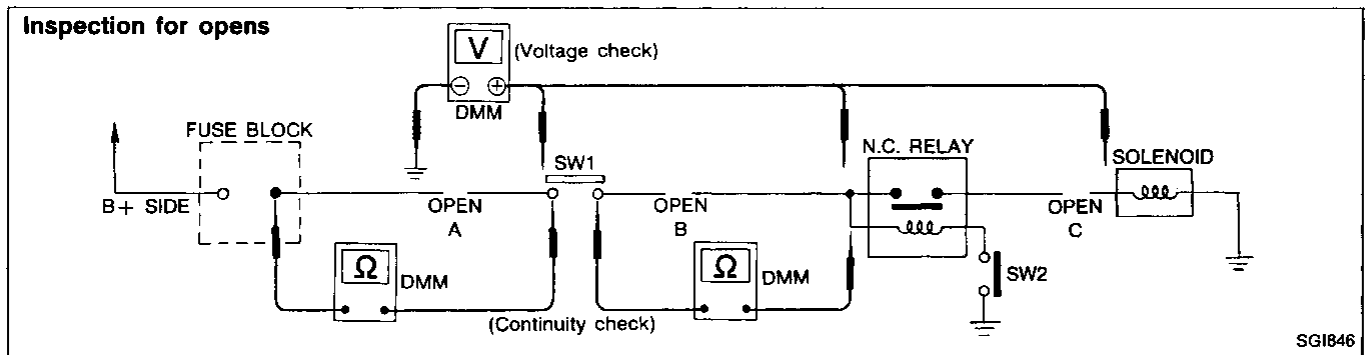 Inspection for opens
V
(Voltage check)
DMM
FUSE BLOCK
N.C. RELAY
SW1
SOLENOID
B+ SIDE
OPEN
A
OPEN
B
OPEN
C
Ω
DMM
Ω
DMM
SW2
(Continuity check)
SGI846